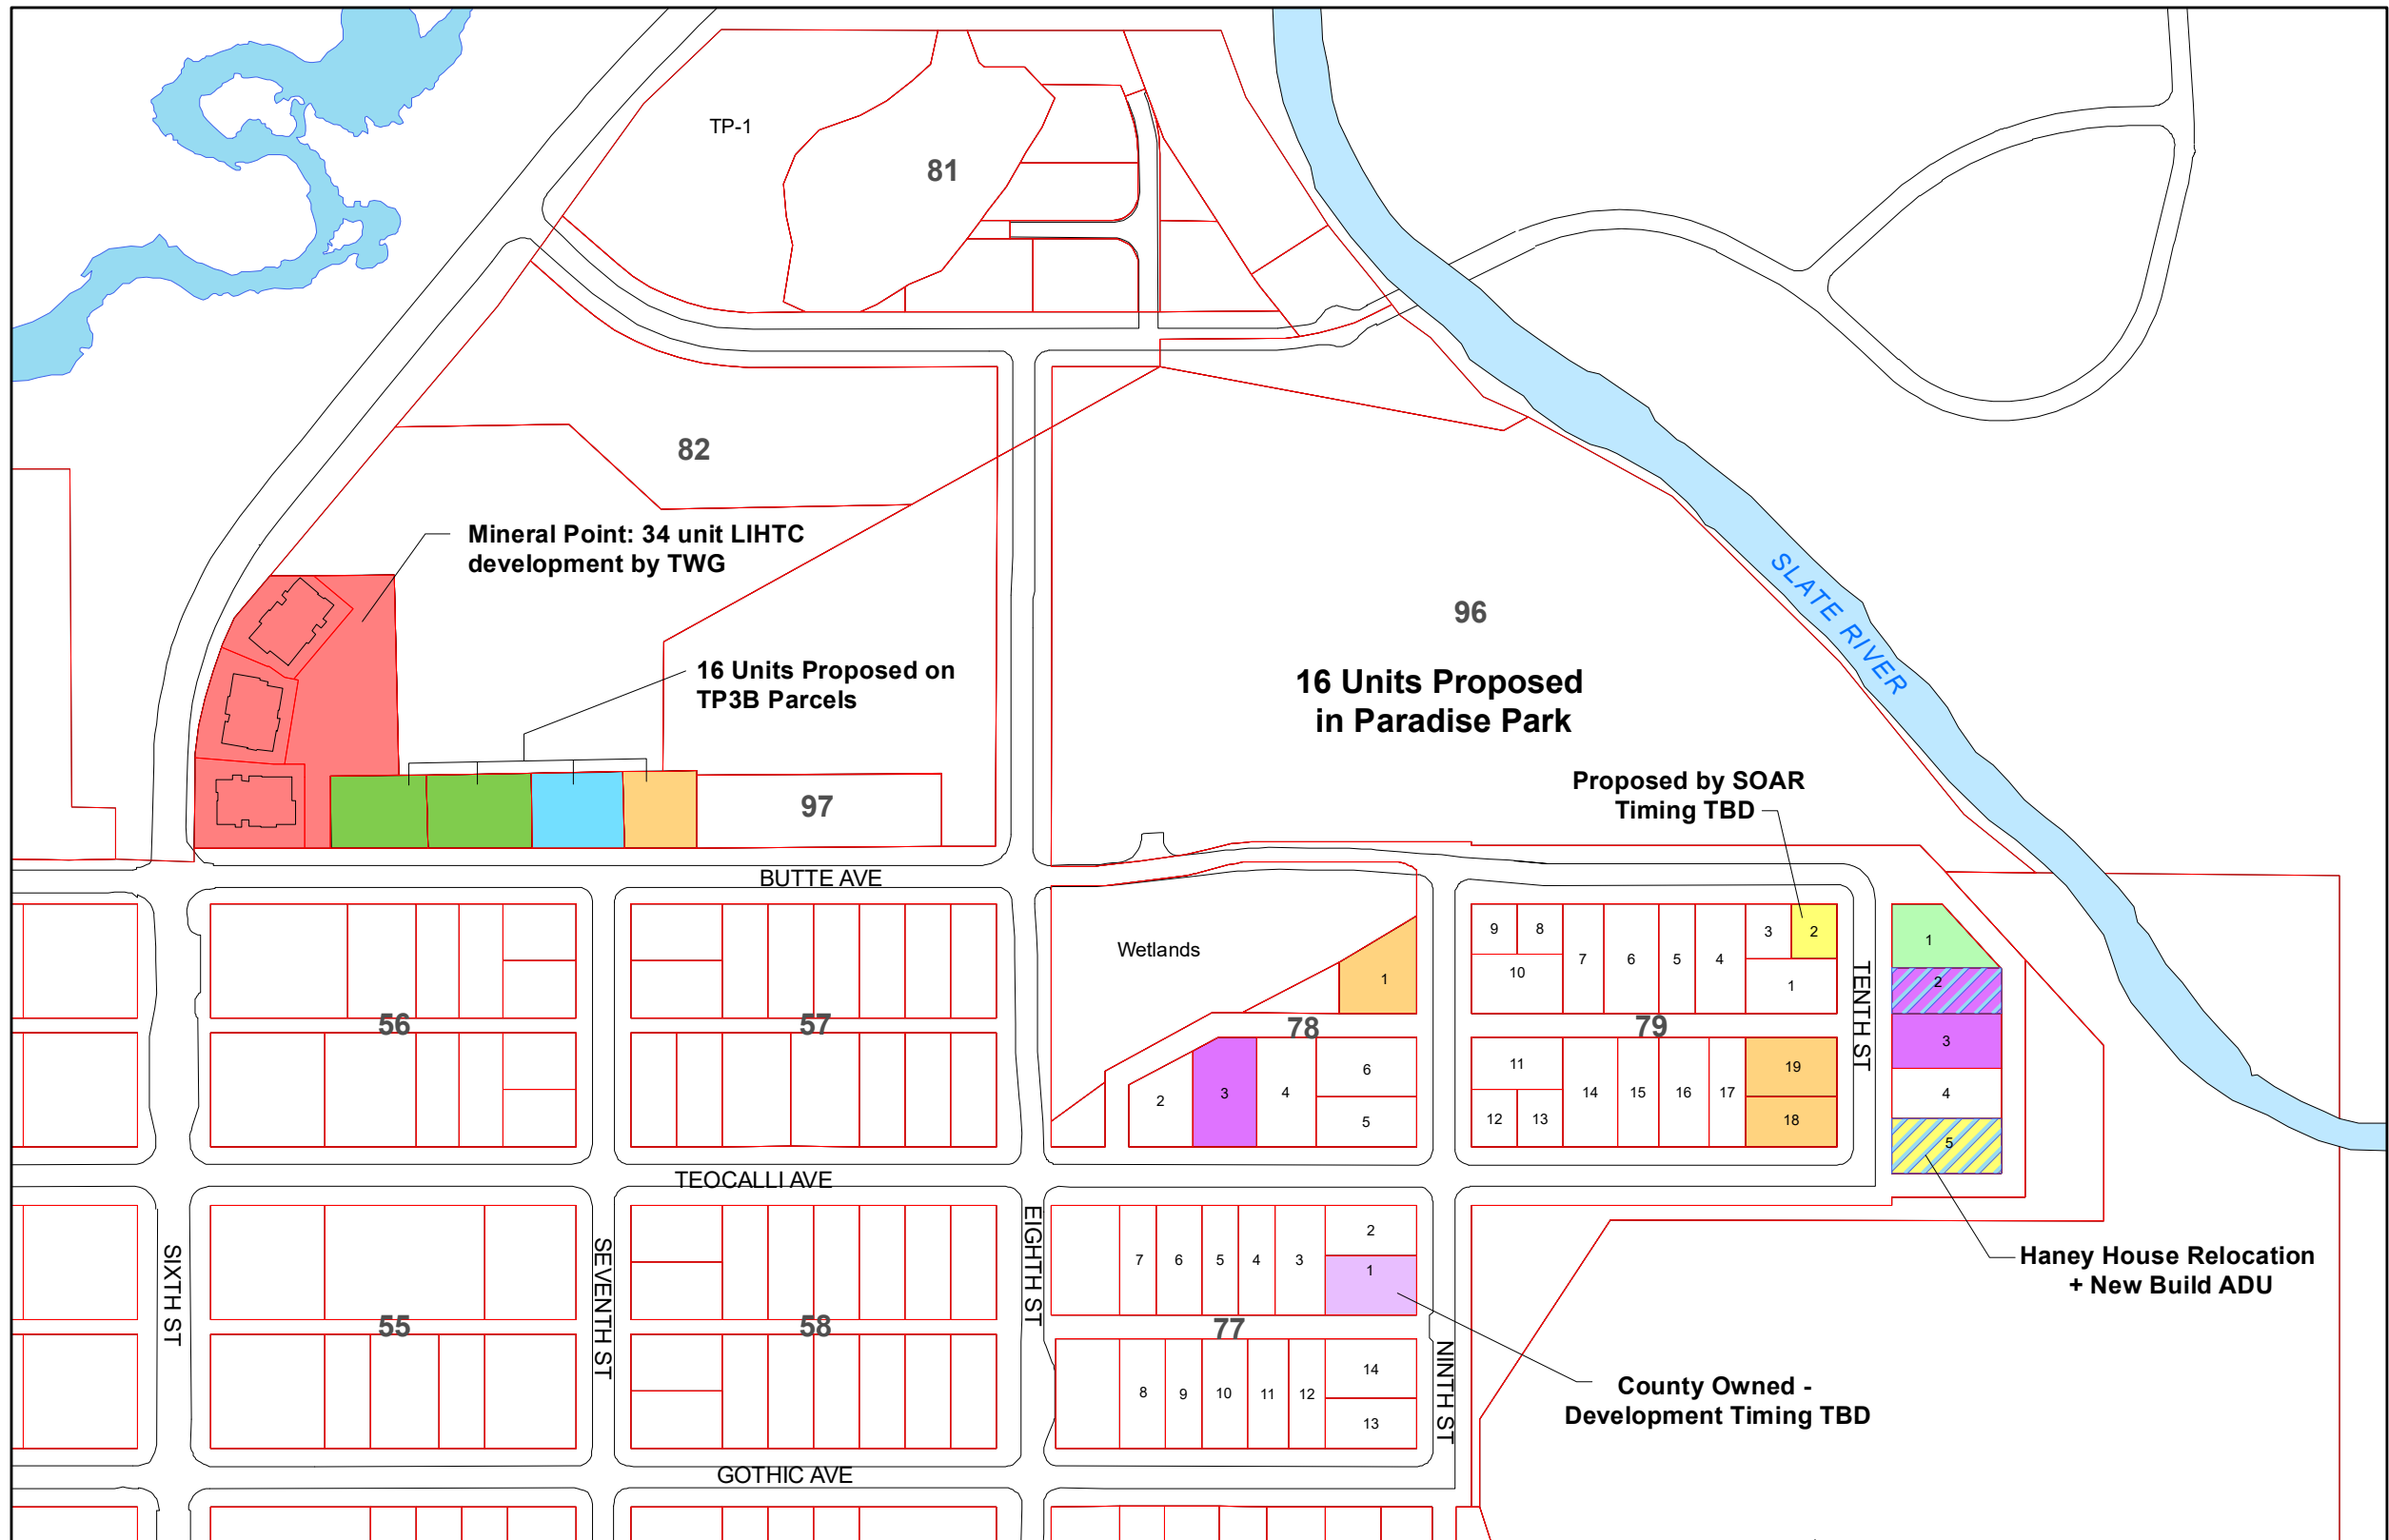 TP-1
81
82
Mineral Point: 34 unit LIHTC
development by TWG
96
SLATE RIVER
16 Units Proposed on
TP3B Parcels
16 Units Proposed
in Paradise Park
Proposed by SOAR
Timing TBD
97
BUTTE AVE
Wetlands
1
9
8
7
6
5
4
3
2
10
1
1
2
3
4
5
56
57
78
79
TENTH ST
2
3
4
6
5
11
12
13
14
15
16
17
19
18
TEOCALLI AVE
SIXTH ST
SEVENTH ST
EIGHTH ST
7
6
5
4
3
2
1
Haney House Relocation
+ New Build ADU
55
58
77
NINTH ST
8
9
10
11
12
14
13
County Owned -
Development Timing TBD
GOTHIC AVE